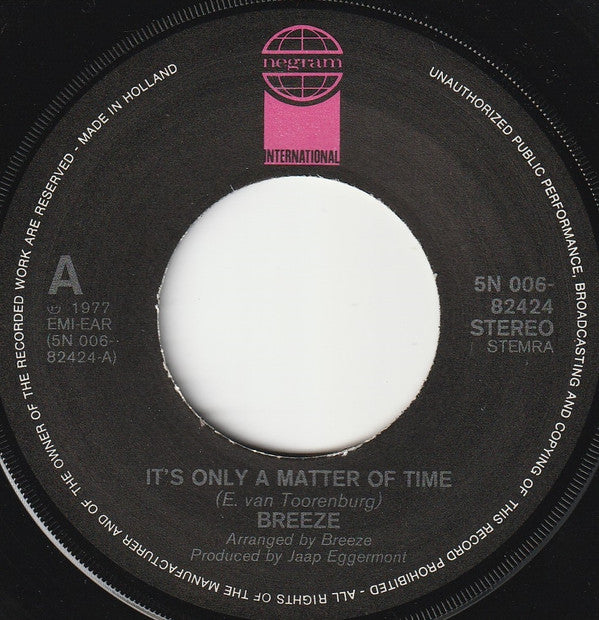 negram
INTERNATIONAL
UNAUTHORIZED PUBLIC PERFORMANCE, BROADCASTING AND COPYING OF THIS RECORD PROHIBITED - ALL RIGHTS OF THE MANUFACTURER AND OF THE OWNER OF THE RECORDED WORK ARE RESERVED - MADE IN HOLLAND
A
℗ 1977
EMI-EAR
(5N 006-
82424-A)
5N 006-
82424
STEREO
STEMRA
IT'S ONLY A MATTER OF TIME
(E. van Toorenburg)
BREEZE
Arranged by Breeze
Produced by Jaap Eggermont